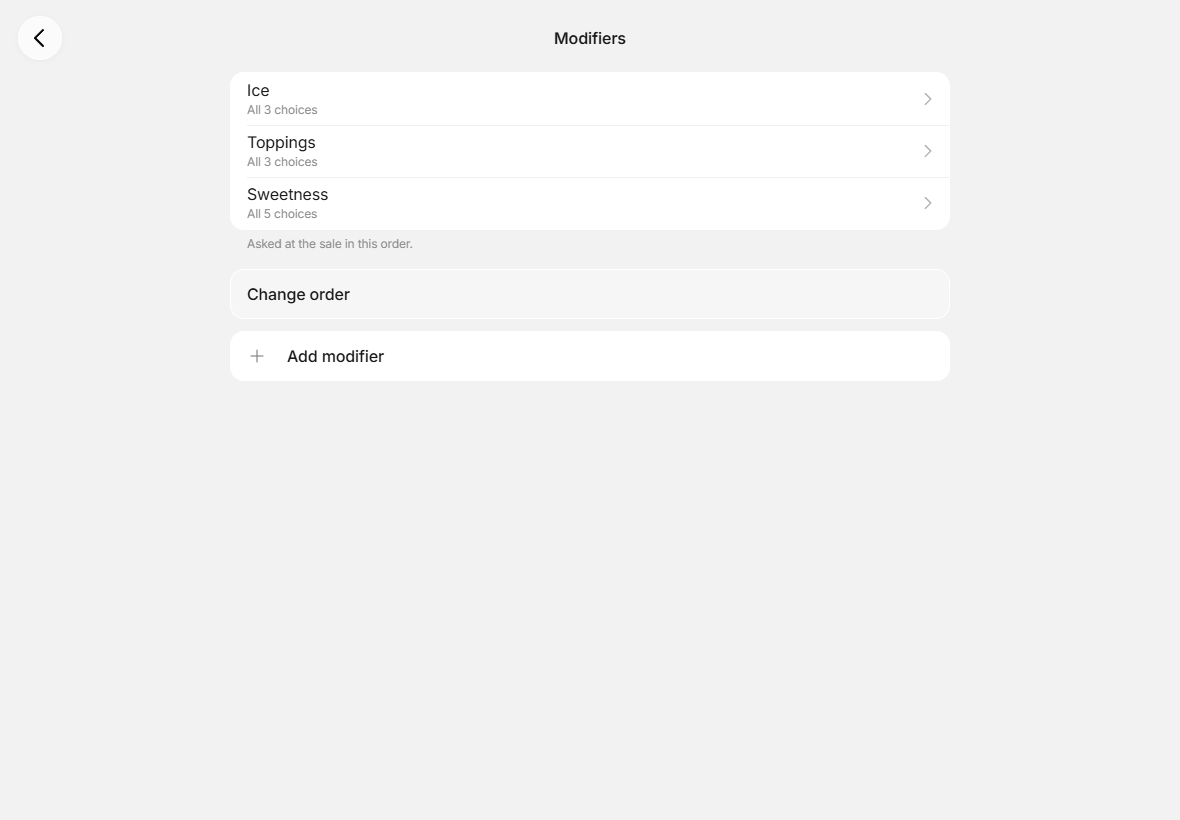 Modifiers
Ice
All 3 choices
Toppings
All 3 choices
Sweetness
All 5 choices
Asked at the sale in this order.
Change order
Add modifier